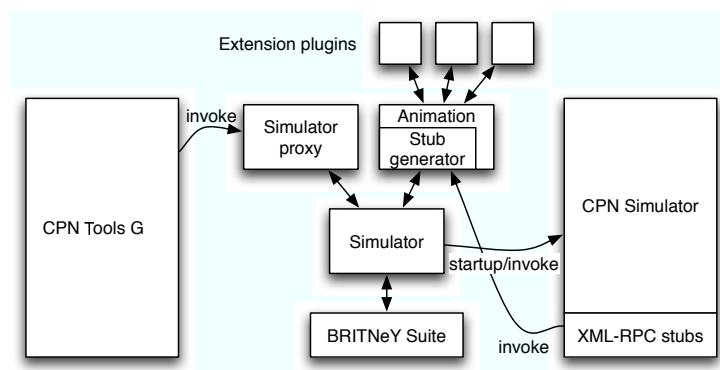 Extension plugins
invoke
Simulator
proxy
Animation
Stub
generator
CPN Tools G
CPN Simulator
Simulator
startup/invoke
BRITNeY Suite
XML-RPC stubs
invoke